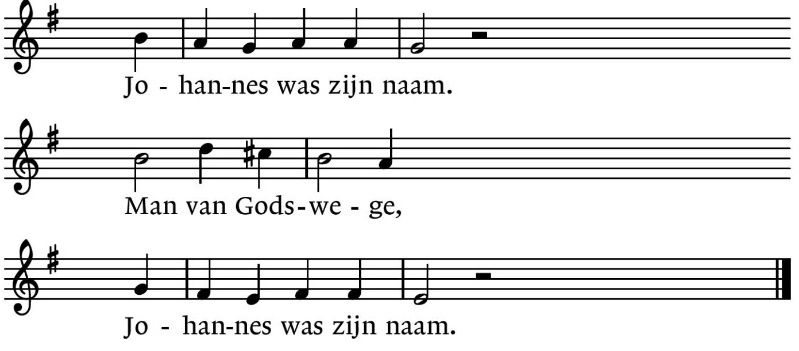 Jo - han-nes was zijn naam.
Man van Gods-we - ge,
Jo - han-nes was zijn naam.